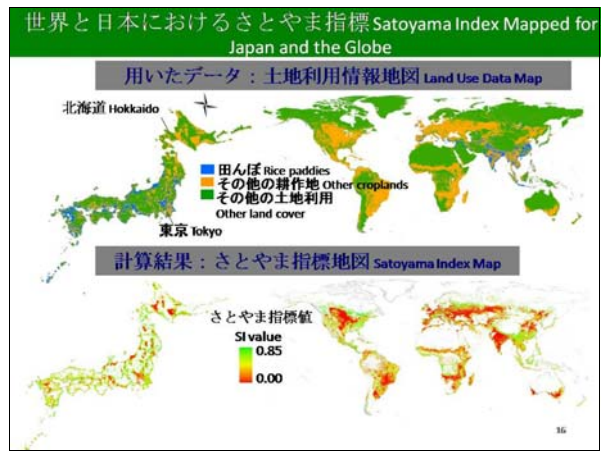 世界と日本におけるさとやま指標 Satoyama Index Mapped for
Japan and the Globe
用いたデータ：土地利用情報地図 Land Use Data Map
北海道 Hokkaido
田んぼ Rice paddies
その他の耕作地 Other croplands
その他の土地利用
Other land cover
東京 Tokyo
計算結果：さとやま指標地図 Satoyama Index Map
さとやま指標値
SI value
0.85
0.00
16